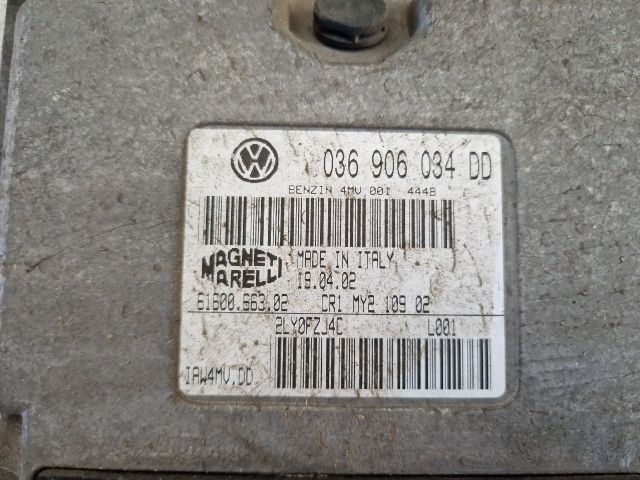 036 906 034 DD
BENZIN 4MV 001 4448
MAGNETI MARELLI
MADE IN ITALY
19.04.02
61600.663.02 CR1 MY2 109 02
2LY0FZJ4C L001
IAW4MV.DD